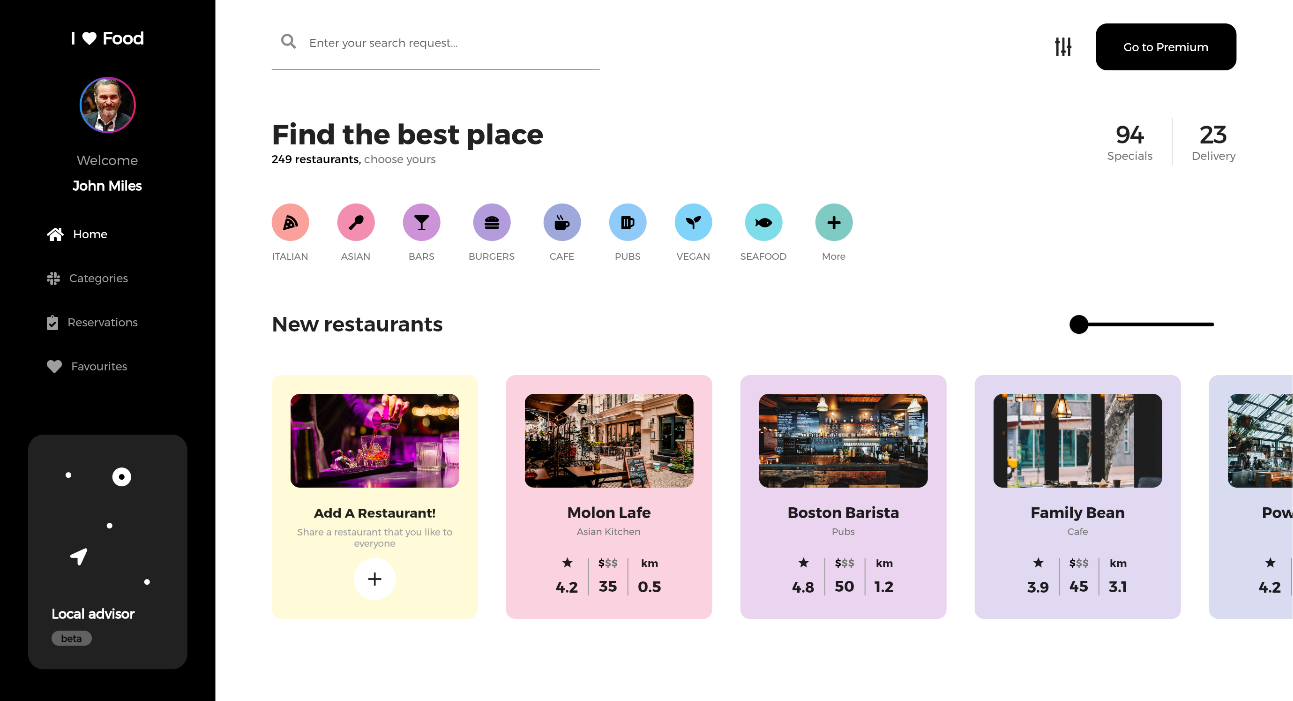 I ♥ Food
Welcome
John Miles
Home
Categories
Reservations
Favourites
Local advisor
beta
Enter your search request...
Go to Premium
Find the best place
249 restaurants, choose yours
94
Specials
23
Delivery
ITALIAN
ASIAN
BARS
BURGERS
CAFE
PUBS
VEGAN
SEAFOOD
More
New restaurants
Add A Restaurant!
Share a restaurant that you like to
everyone
Molon Lafe
Asian Kitchen
★ $$$ km
4.2 35 0.5
Boston Barista
Pubs
★ $$$ km
4.8 50 1.2
Family Bean
Cafe
★ $$$ km
3.9 45 3.1
Pow
★
4.2